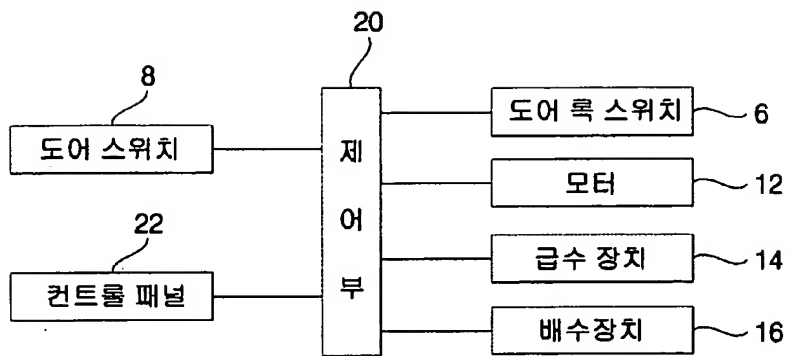 20
8
도어 스위치
22
컨트롤 패널
제
어
부
도어 록 스위치
6
모터
12
급수 장치
14
배수장치
16